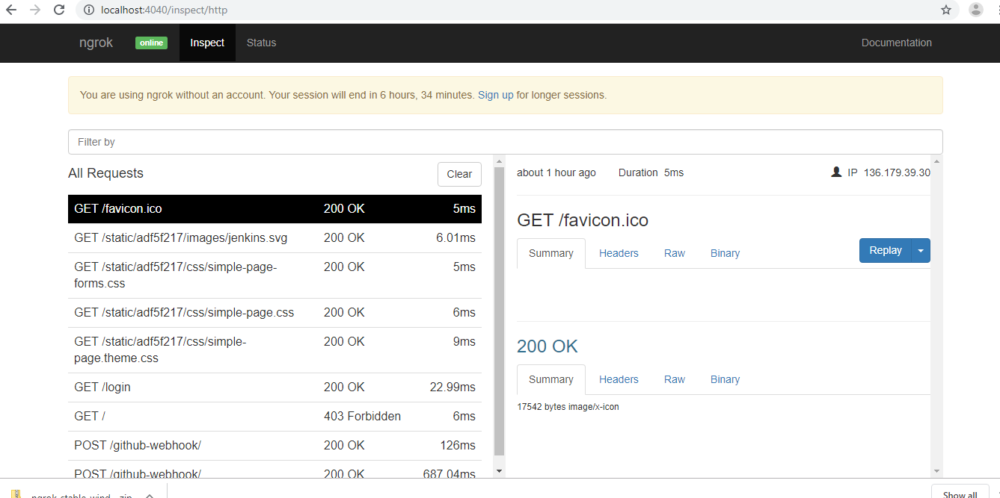 localhost:4040/inspect/http
ngrok online Inspect Status Documentation
You are using ngrok without an account. Your session will end in 6 hours, 34 minutes. Sign up for longer sessions.
Filter by
All Requests Clear
GET /favicon.ico 200 OK 5ms
GET /static/adf5f217/images/jenkins.svg 200 OK 6.01ms
GET /static/adf5f217/css/simple-page- 200 OK 5ms
forms.css
GET /static/adf5f217/css/simple-page.css 200 OK 6ms
GET /static/adf5f217/css/simple- 200 OK 9ms
page.theme.css
GET /login 200 OK 22.99ms
GET / 403 Forbidden 6ms
POST /github-webhook/ 200 OK 126ms
POST /github-webhook/ 200 OK 687.04ms
about 1 hour ago Duration 5ms IP 136.179.39.30
GET /favicon.ico
Summary Headers Raw Binary Replay
200 OK
Summary Headers Raw Binary
17542 bytes image/x-icon
ngrok-stable-wind....zip Show all